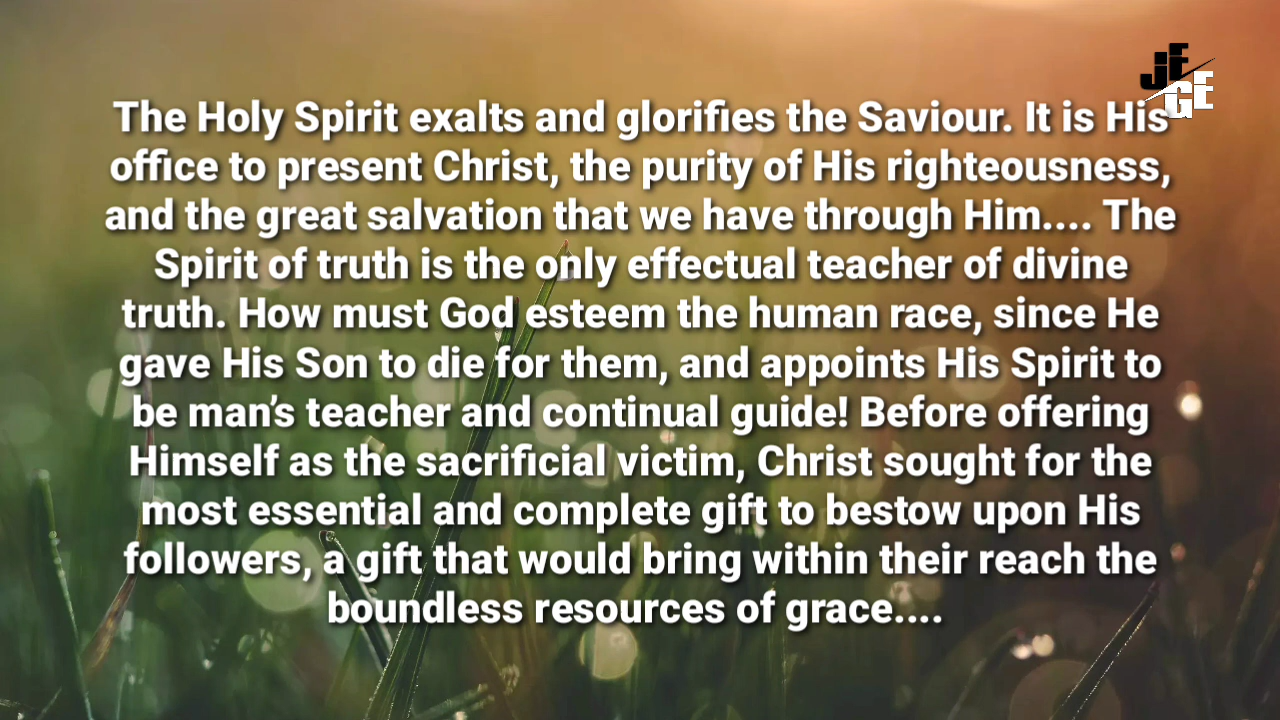 JF
GE
The Holy Spirit exalts and glorifies the Saviour. It is His
office to present Christ, the purity of His righteousness,
and the great salvation that we have through Him.... The
Spirit of truth is the only effectual teacher of divine
truth. How must God esteem the human race, since He
gave His Son to die for them, and appoints His Spirit to
be man’s teacher and continual guide! Before offering
Himself as the sacrificial victim, Christ sought for the
most essential and complete gift to bestow upon His
followers, a gift that would bring within their reach the
boundless resources of grace....